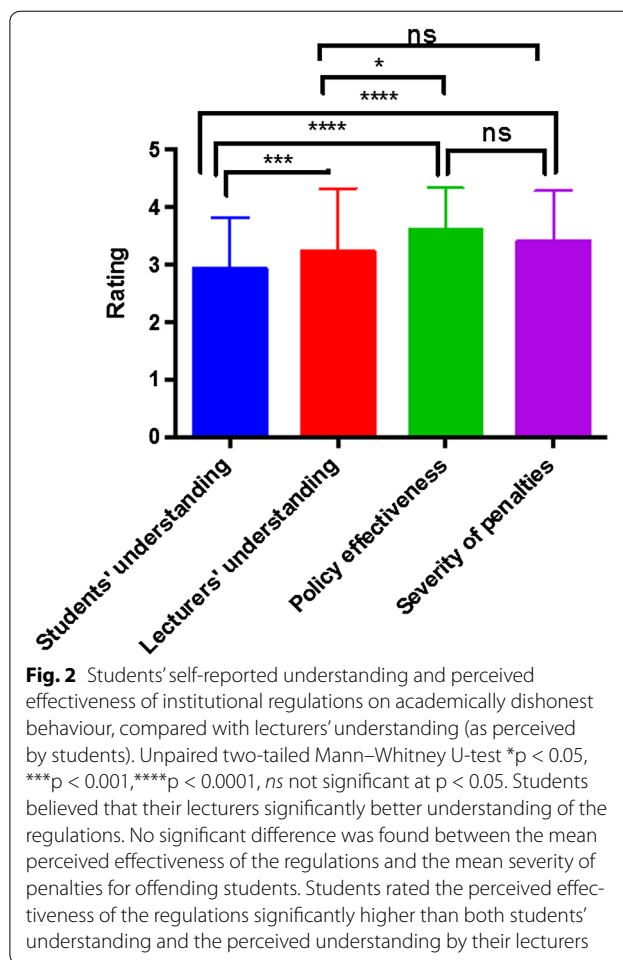 ns
*
****
****
ns
***
5
4
3
2
1
0
Rating
Students' understanding
Lecturers' understanding
Policy effectiveness
Severity of penalties
Fig. 2 Students' self-reported understanding and perceived
effectiveness of institutional regulations on academically dishonest
behaviour, compared with lecturers' understanding (as perceived
by students). Unpaired two-tailed Mann–Whitney U-test *p < 0.05,
***p < 0.001,****p < 0.0001, ns not significant at p < 0.05. Students
believed that their lecturers significantly better understanding of the
regulations. No significant difference was found between the mean
perceived effectiveness of the regulations and the mean severity of
penalties for offending students. Students rated the perceived effec-
tiveness of the regulations significantly higher than both students'
understanding and the perceived understanding by their lecturers